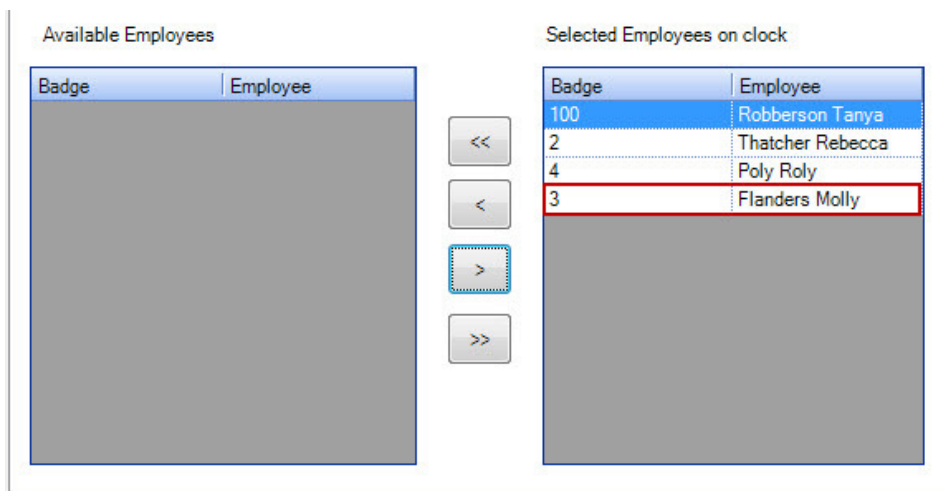 Available Employees
Selected Employees on clock
Badge Employee
Badge Employee
100 Robberson Tanya
2 Thatcher Rebecca
4 Poly Roly
3 Flanders Molly
<<
<
>
>>